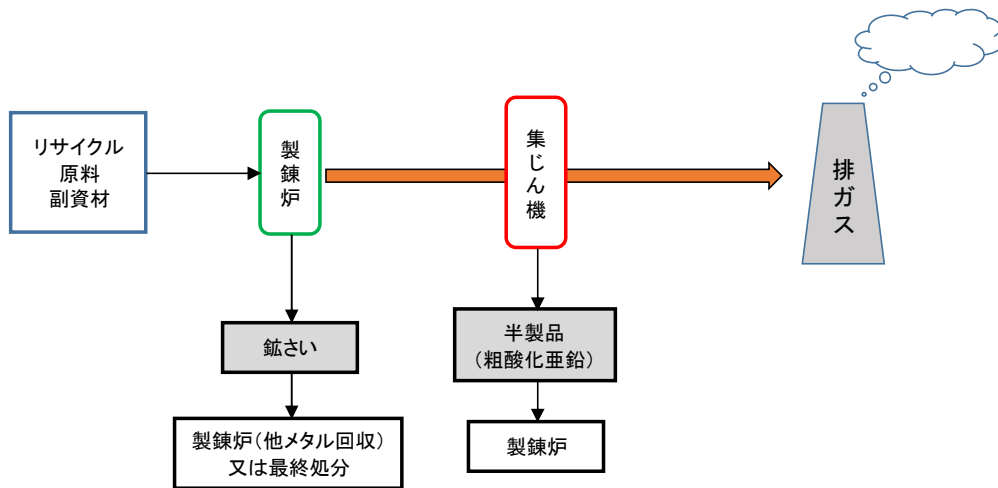 リサイクル
原料
副資材
製錬炉
集じん機
排ガス
鉱さい
半製品
（粗酸化亜鉛）
製錬炉（他メタル回収）
又は最終処分
製錬炉